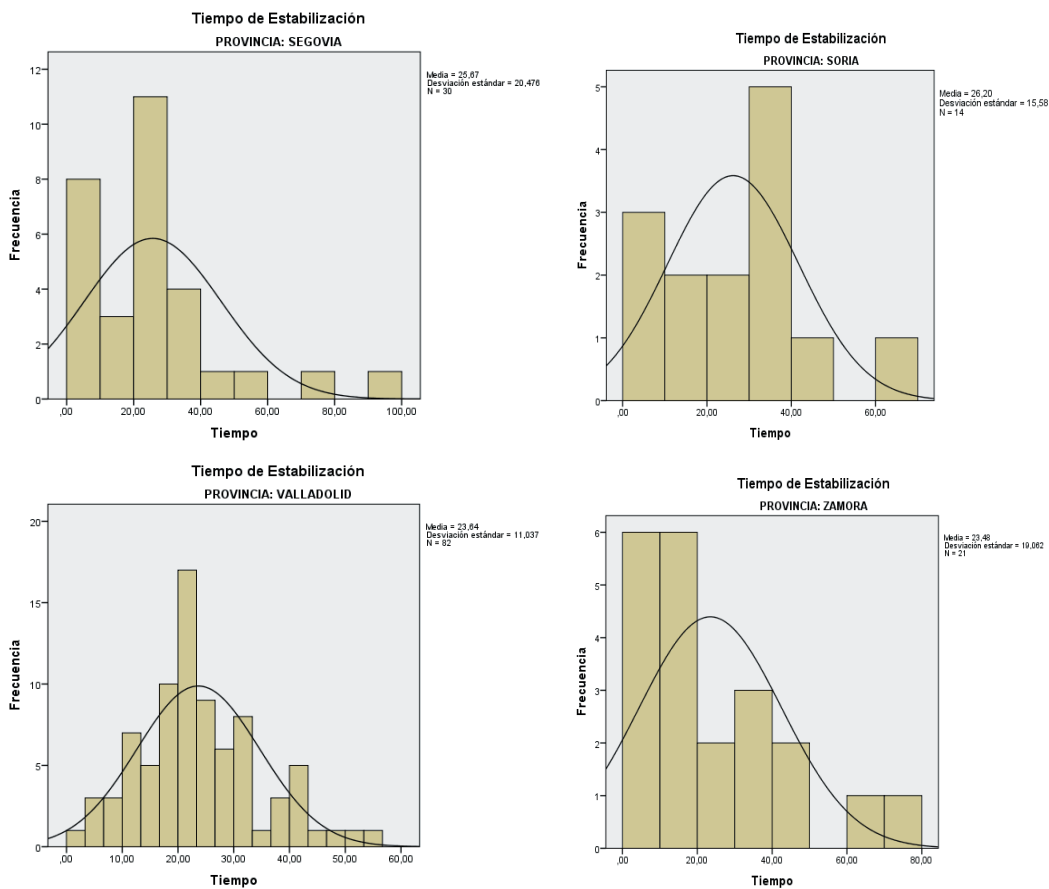 Tiempo de Estabilización
PROVINCIA: SEGOVIA
Media = 25,67
Desviación estándar = 20,476
N = 30
Frecuencia
12
10
8
6
4
2
0
,00 20,00 40,00 60,00 80,00 100,00
Tiempo
Tiempo de Estabilización
PROVINCIA: SORIA
Media = 26,20
Desviación estándar = 15,58
N = 14
Frecuencia
5
4
3
2
1
0
,00 20,00 40,00 60,00
Tiempo
Tiempo de Estabilización
PROVINCIA: VALLADOLID
Media = 23,64
Desviación estándar = 11,037
N = 82
Frecuencia
20
15
10
5
0
,00 10,00 20,00 30,00 40,00 50,00 60,00
Tiempo
Tiempo de Estabilización
PROVINCIA: ZAMORA
Media = 23,48
Desviación estándar = 19,062
N = 21
Frecuencia
6
5
4
3
2
1
0
,00 20,00 40,00 60,00 80,00
Tiempo